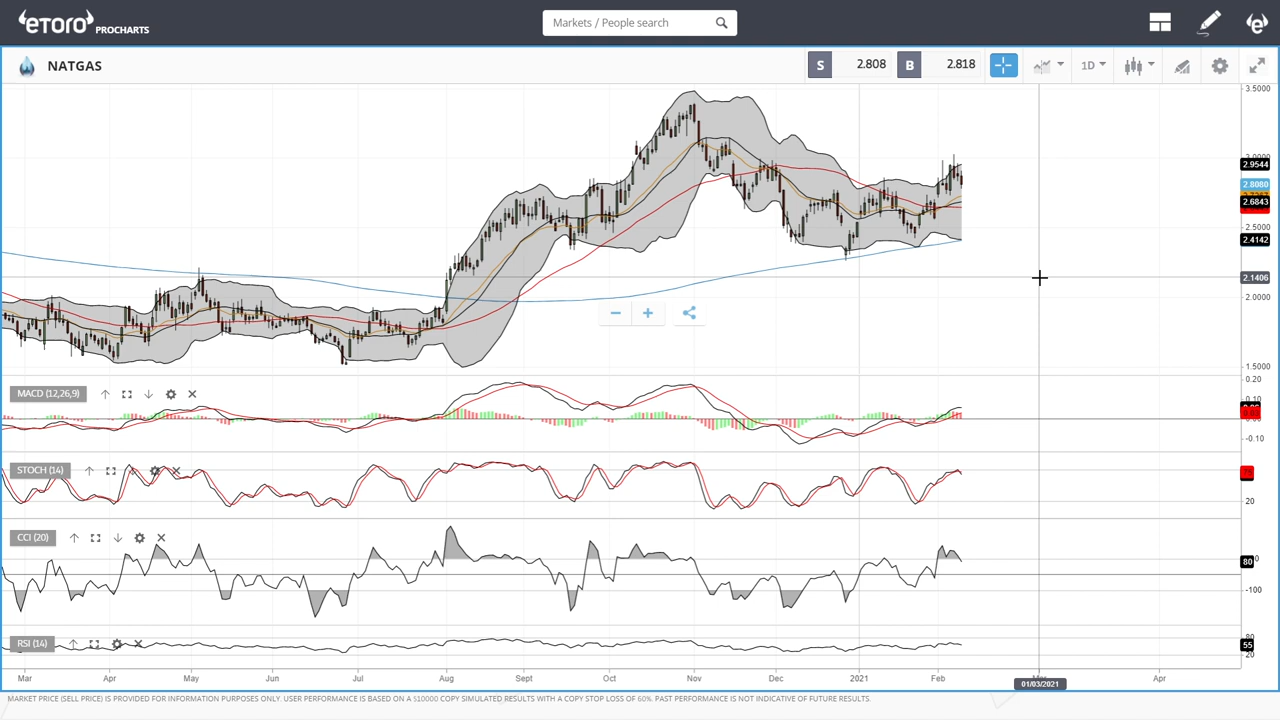 etoro PROCHARTS
Markets / People search
NATGAS
S 2.808 B 2.818
1D
3.5000
2.9544
2.8080
2.6843
2.5000
2.4142
2.1406
2.0000
1.5000
MACD (12,26,9)
0.20
0.10
-0.10
STOCH (14)
20
CCI (20)
80
-100
RSI (14)
80
55
20
Mar Apr May Jun Jul Aug Sept Oct Nov Dec 2021 Feb Apr
01/03/2021
MARKET PRICE (SELL PRICE) IS PROVIDED FOR INFORMATION PURPOSES ONLY. USER PERFORMANCE IS BASED ON A $10000 COPY SIMULATED RESULTS WITH A COPY STOP LOSS OF 60%. PAST PERFORMANCE IS NOT INDICATIVE OF FUTURE RESULTS.